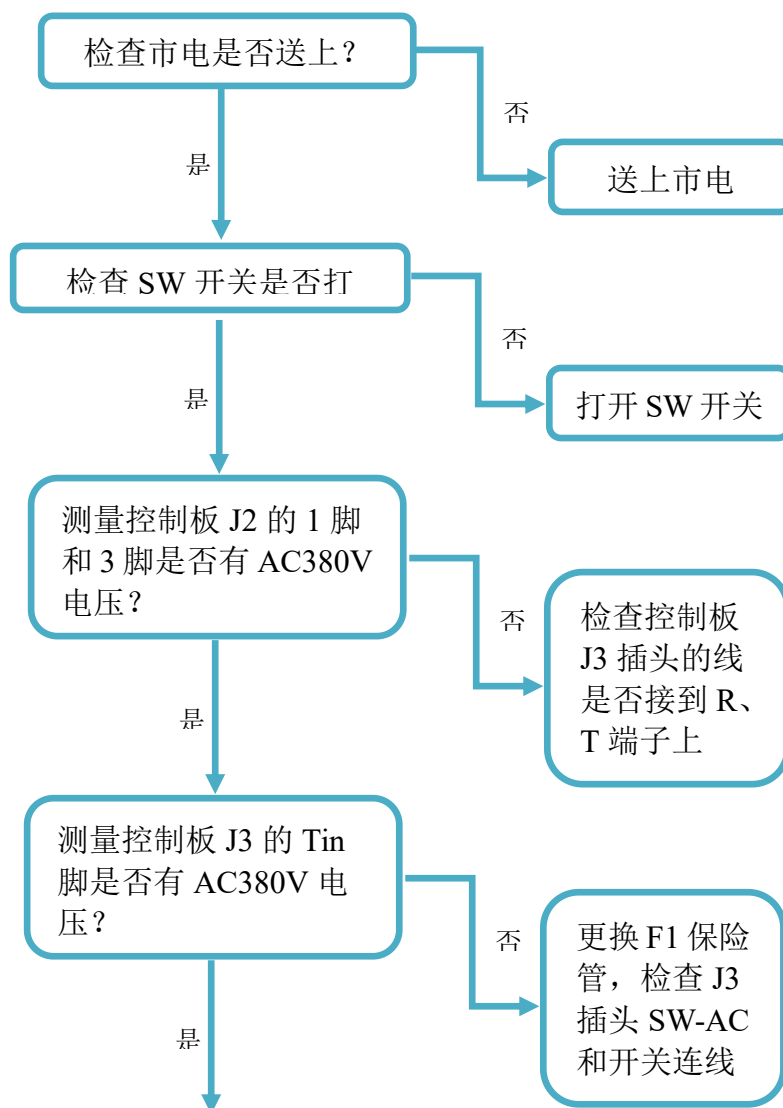 检查市电是否送上？
否
是
送上市电
检查 SW 开关是否打
否
是
打开 SW 开关
测量控制板 J2 的 1 脚
和 3 脚是否有 AC380V
电压？
否
是
检查控制板
J3 插头的线
是否接到 R、
T 端子上
测量控制板 J3 的 Tin
脚是否有 AC380V 电
压？
否
是
更换 F1 保险
管，检查 J3
插头 SW-AC
和开关连线